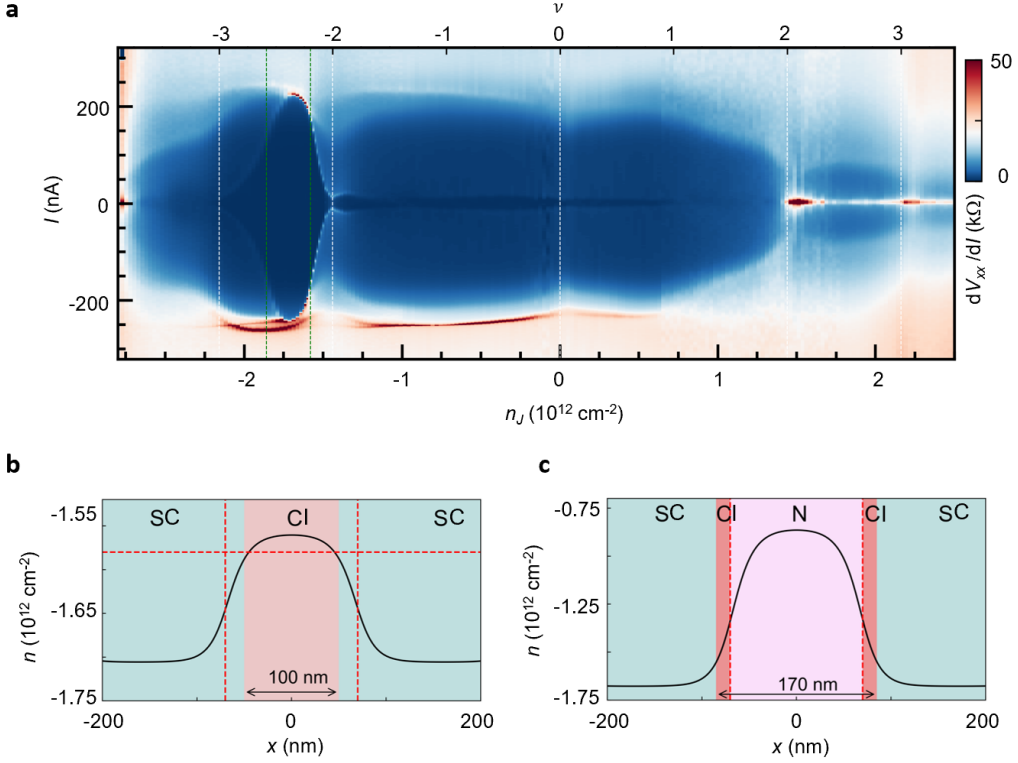 a
ν
-3 -2 -1 0 1 2 3
50
0
dVxx/dI (kΩ)
200
0
-200
I (nA)
-2 -1 0 1 2
nJ (10¹² cm⁻²)
b
SC CI SC
-1.55
-1.65
-1.75
n (10¹² cm⁻²)
100 nm
-200 0 200
x (nm)
c
SC CI N CI SC
-0.75
-1.25
-1.75
n (10¹² cm⁻²)
170 nm
-200 0 200
x (nm)